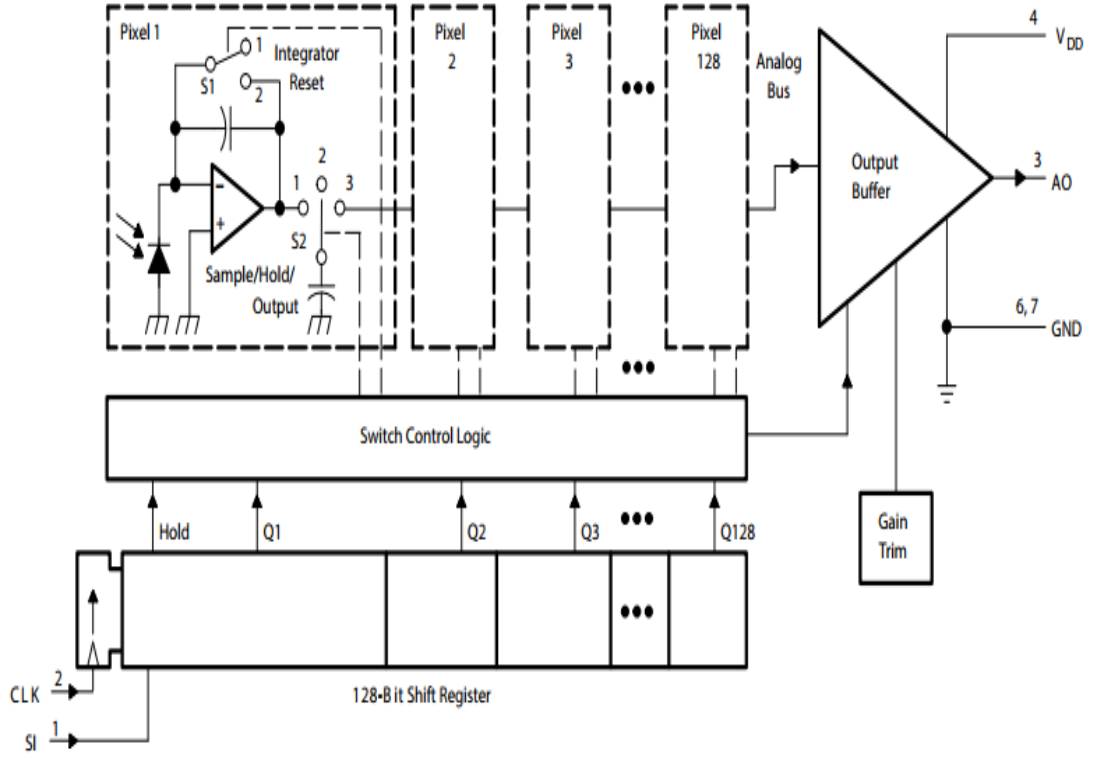 Pixel 1
Pixel
2
Pixel
3
Pixel
128
Analog
Bus
1
Integrator
Reset
S1
2
4
V DD
−
+
1
2
3
S2
Sample/Hold/
Output
Output
Buffer
3
AO
6, 7
GND
Switch Control Logic
Hold
Q1
Q2
Q3
Q128
Gain
Trim
CLK
2
128-B it Shift Register
SI
1